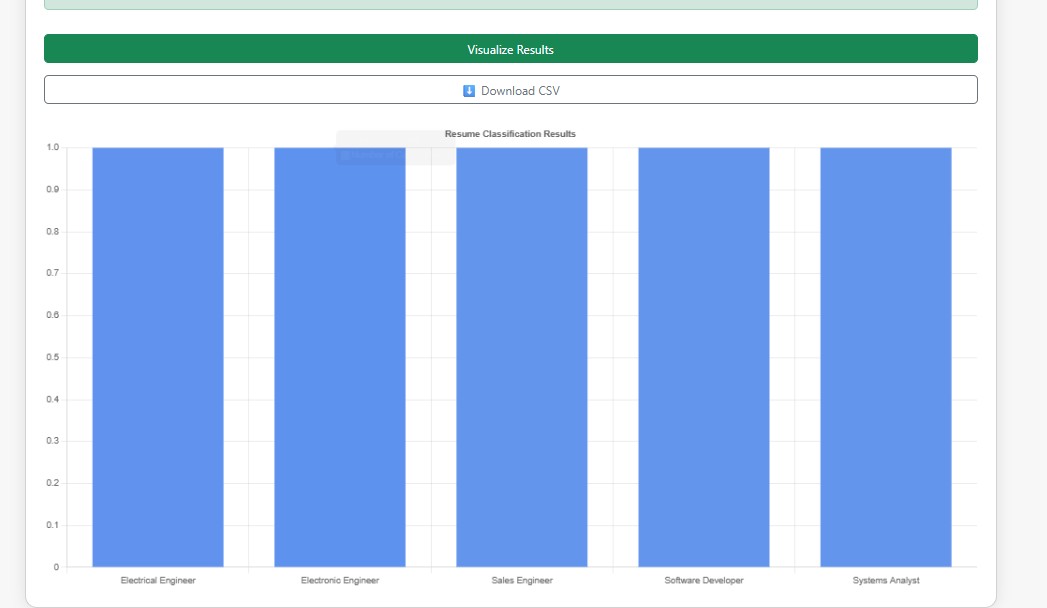 Visualize Results
⬇️ Download CSV
Resume Classification Results
1.0
0.9
0.8
0.7
0.6
0.5
0.4
0.3
0.2
0.1
0
Electrical Engineer Electronic Engineer Sales Engineer Software Developer Systems Analyst